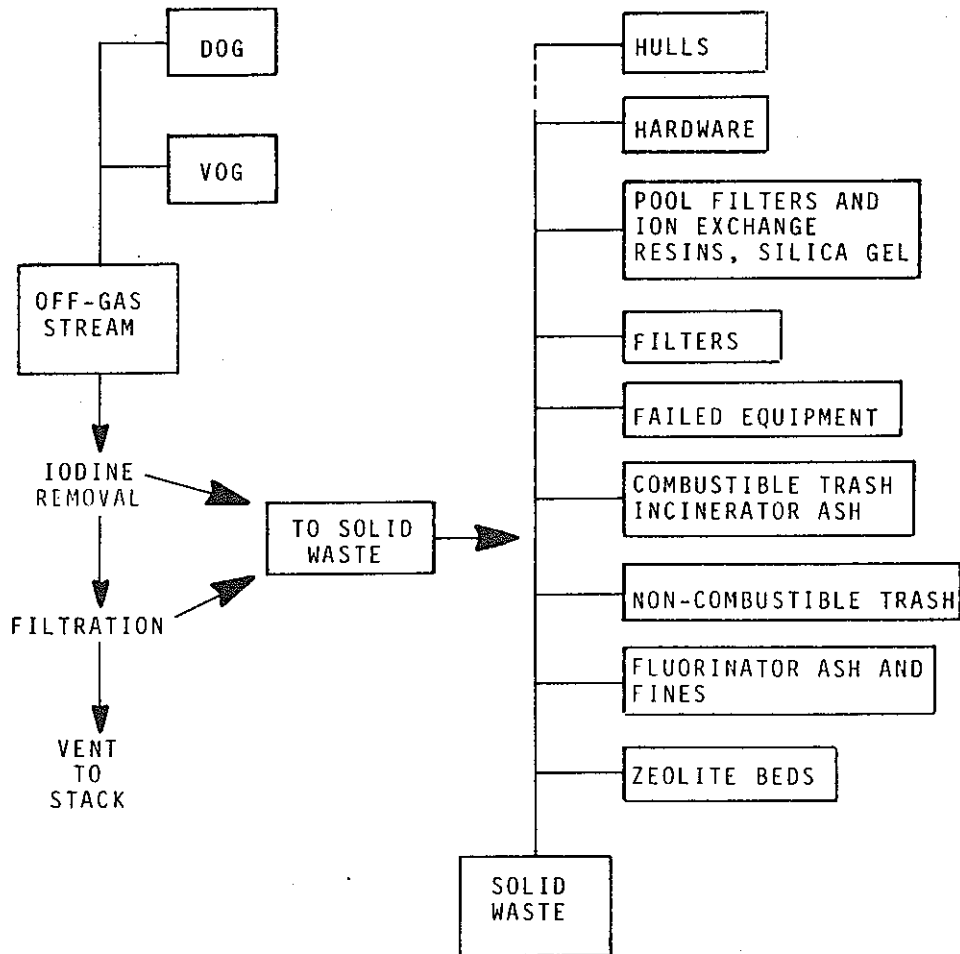 DOG
VOG
OFF-GAS
STREAM
IODINE
REMOVAL
FILTRATION
VENT
TO
STACK
TO SOLID
WASTE
HULLS
HARDWARE
POOL FILTERS AND
ION EXCHANGE
RESINS, SILICA GEL
FILTERS
FAILED EQUIPMENT
COMBUSTIBLE TRASH
INCINERATOR ASH
NON-COMBUSTIBLE TRASH
FLUORINATOR ASH AND
FINES
ZEOLITE BEDS
SOLID
WASTE